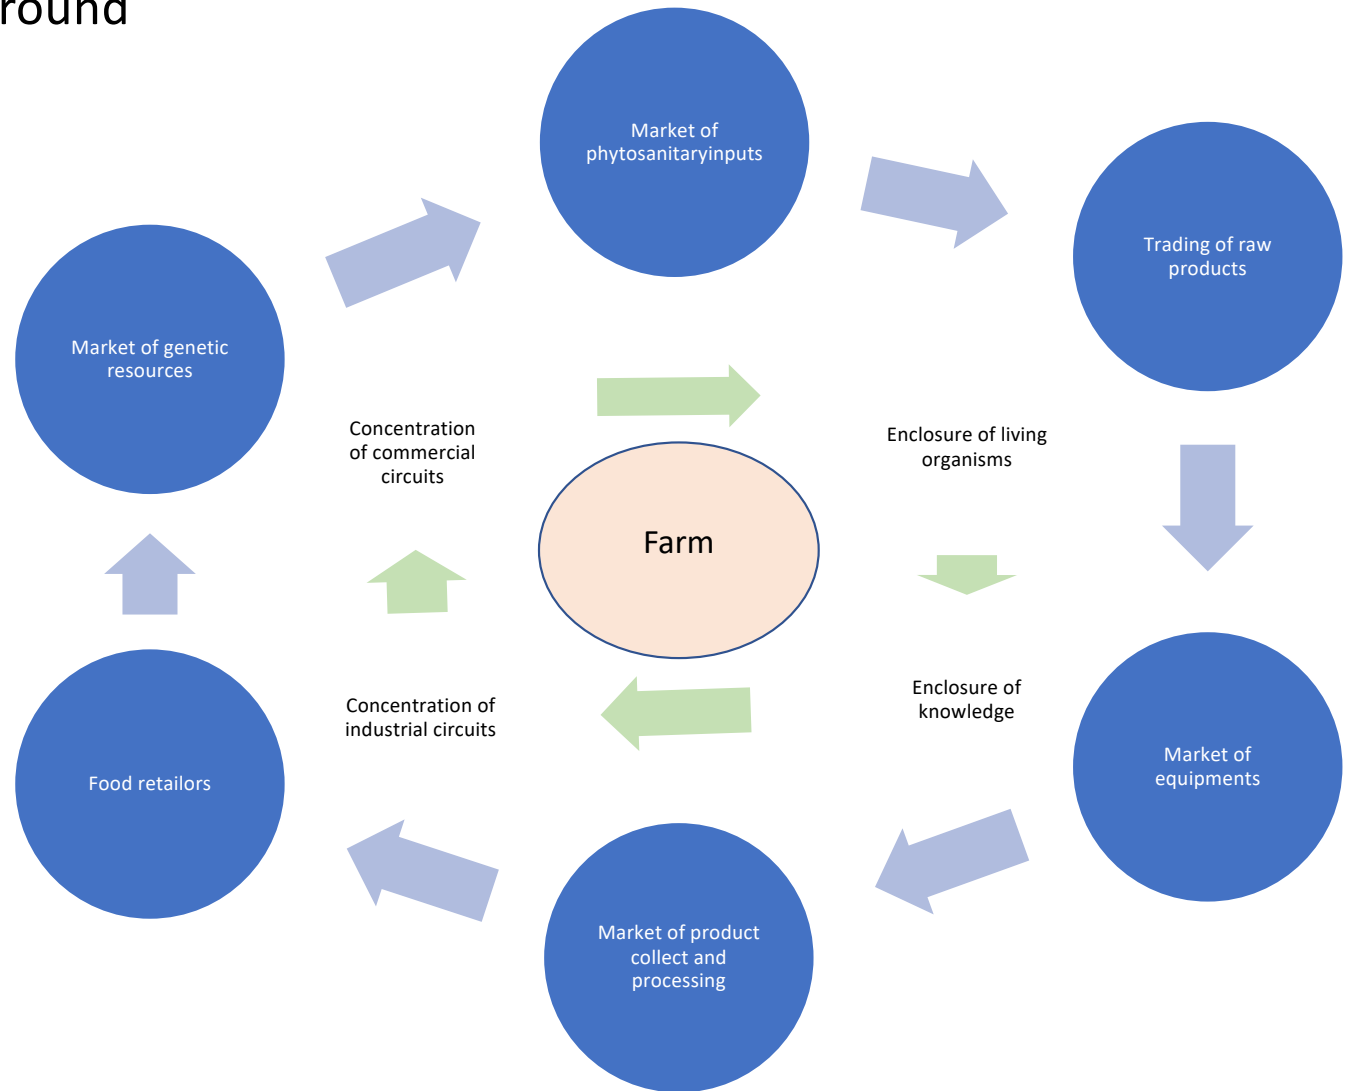 round
Market of
phytosanitaryinputs
Trading of raw
products
Market of genetic
resources
Concentration
of commercial
circuits
Enclosure of living
organisms
Farm
Concentration of
industrial circuits
Enclosure of
knowledge
Food retailors
Market of
equipments
Market of product
collect and
processing